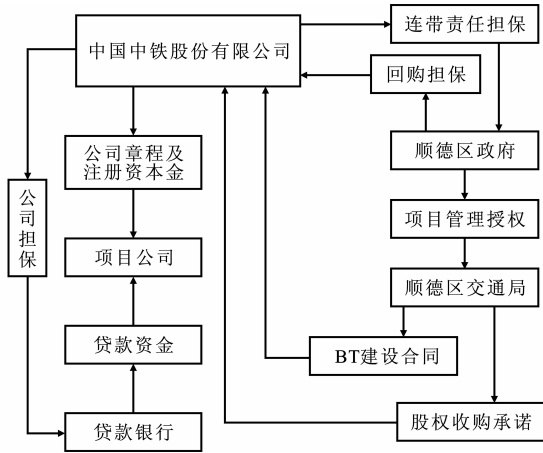 连带责任担保
中国中铁股份有限公司
回购担保
公司章程及
注册资本金
顺德区政府
公司担保
项目管理授权
项目公司
顺德区交通局
贷款资金
BT建设合同
贷款银行
股权收购承诺